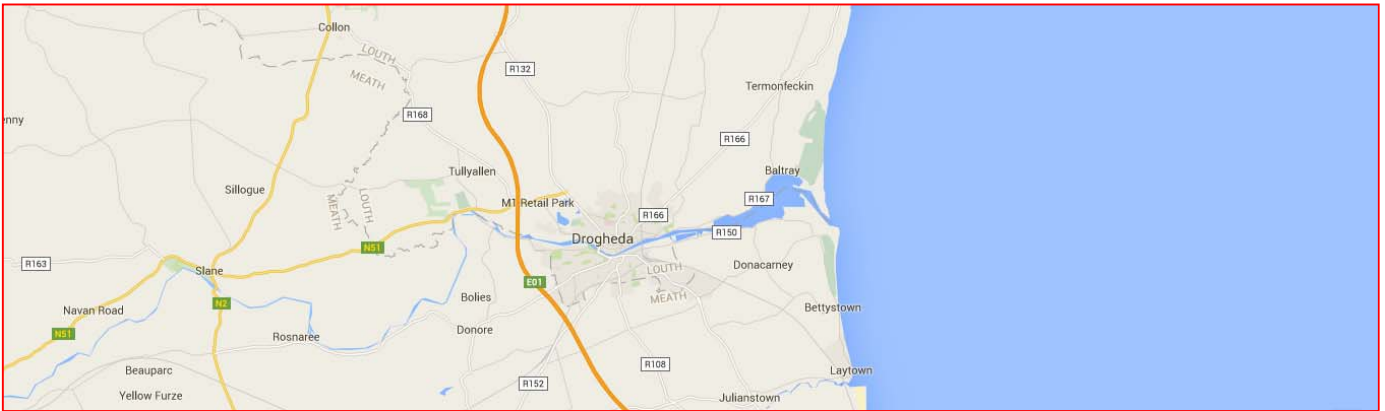 Collon
LOUTH
MEATH
R132
Termonfeckin
R168
enny
R166
Tullyallen
Baltray
Sillogue
LOUTH
MEATH
M1 Retail Park
R167
R166
R150
Drogheda
N51
R163
Slane
LOUTH
MEATH
Donacarney
E01
Bolies
N2
Navan Road
Bettystown
N51
Donore
Rosnaree
R108
Beauparc
Laytown
R152
Yellow Furze
Julianstown